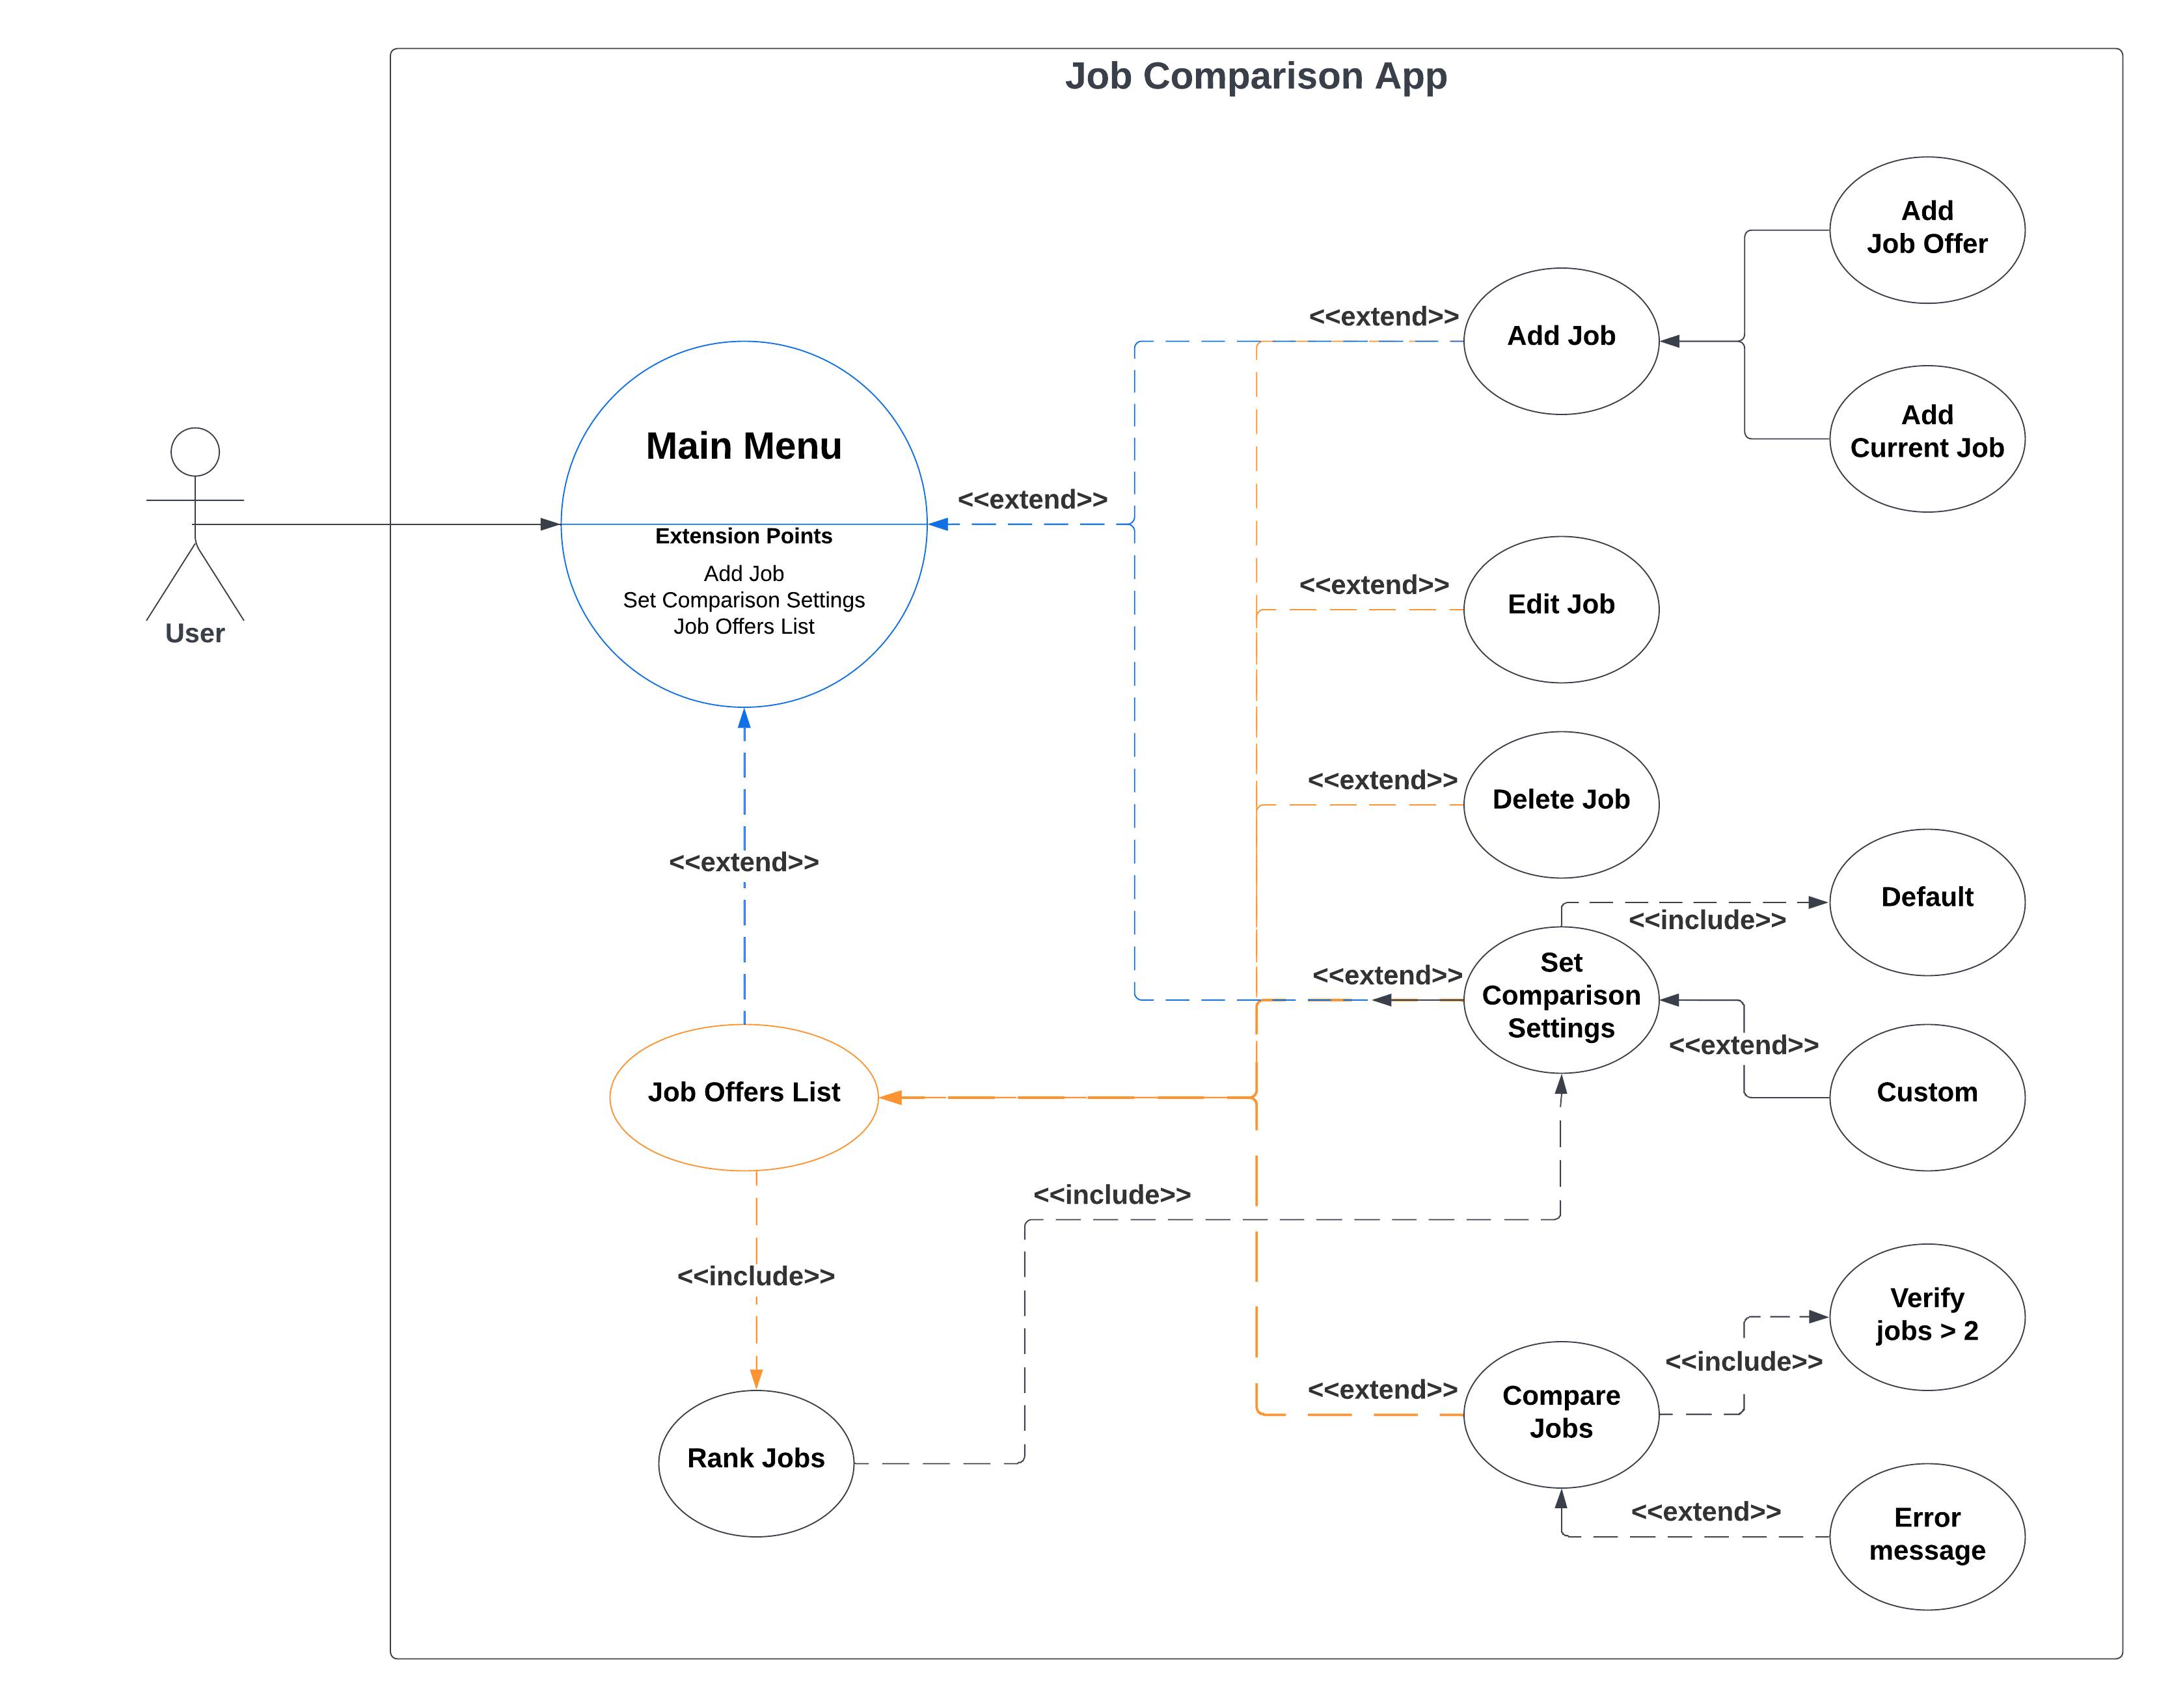 Job Comparison App
Add
Job Offer
<<extend>>
Add Job
Add
Current Job
Main Menu
<<extend>>
Extension Points
Add Job
Set Comparison Settings
Job Offers List
User
<<extend>>
Edit Job
<<extend>>
Delete Job
<<extend>>
Default
<<include>>
<<extend>>
Set
Comparison
Settings
<<extend>>
Job Offers List
Custom
<<include>>
<<include>>
Verify
jobs > 2
<<include>>
<<extend>>
Compare
Jobs
Rank Jobs
<<extend>>
Error
message